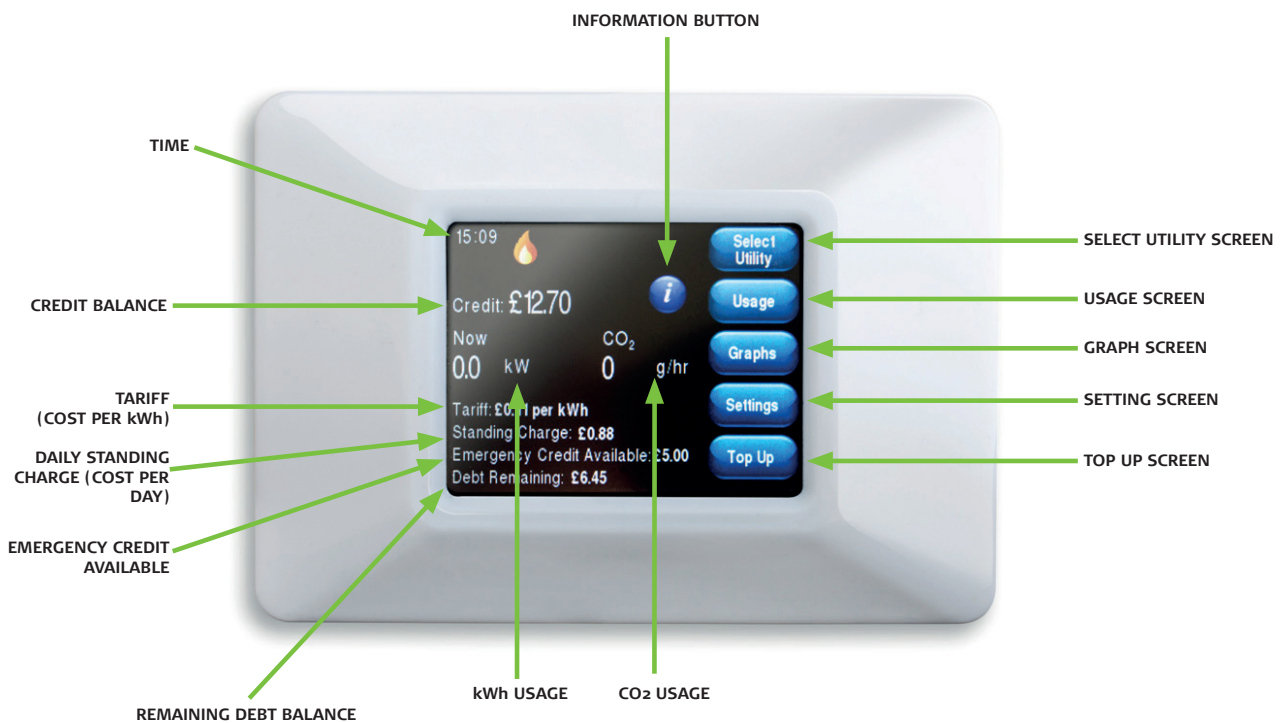 INFORMATION BUTTON
TIME
15:09
Select
Utility
SELECT UTILITY SCREEN
CREDIT BALANCE
Credit: £12.70
i
Usage
USAGE SCREEN
Now
CO₂
0.0 kW
0 g/hr
Graphs
GRAPH SCREEN
TARIFF
(COST PER kWh)
Tariff: per kWh
Settings
SETTING SCREEN
Standing Charge: £0.88
DAILY STANDING
CHARGE (COST PER
DAY)
Emergency Credit Available: £5.00
Debt Remaining: £6.45
Top Up
TOP UP SCREEN
EMERGENCY CREDIT
AVAILABLE
kWh USAGE
CO2 USAGE
REMAINING DEBT BALANCE